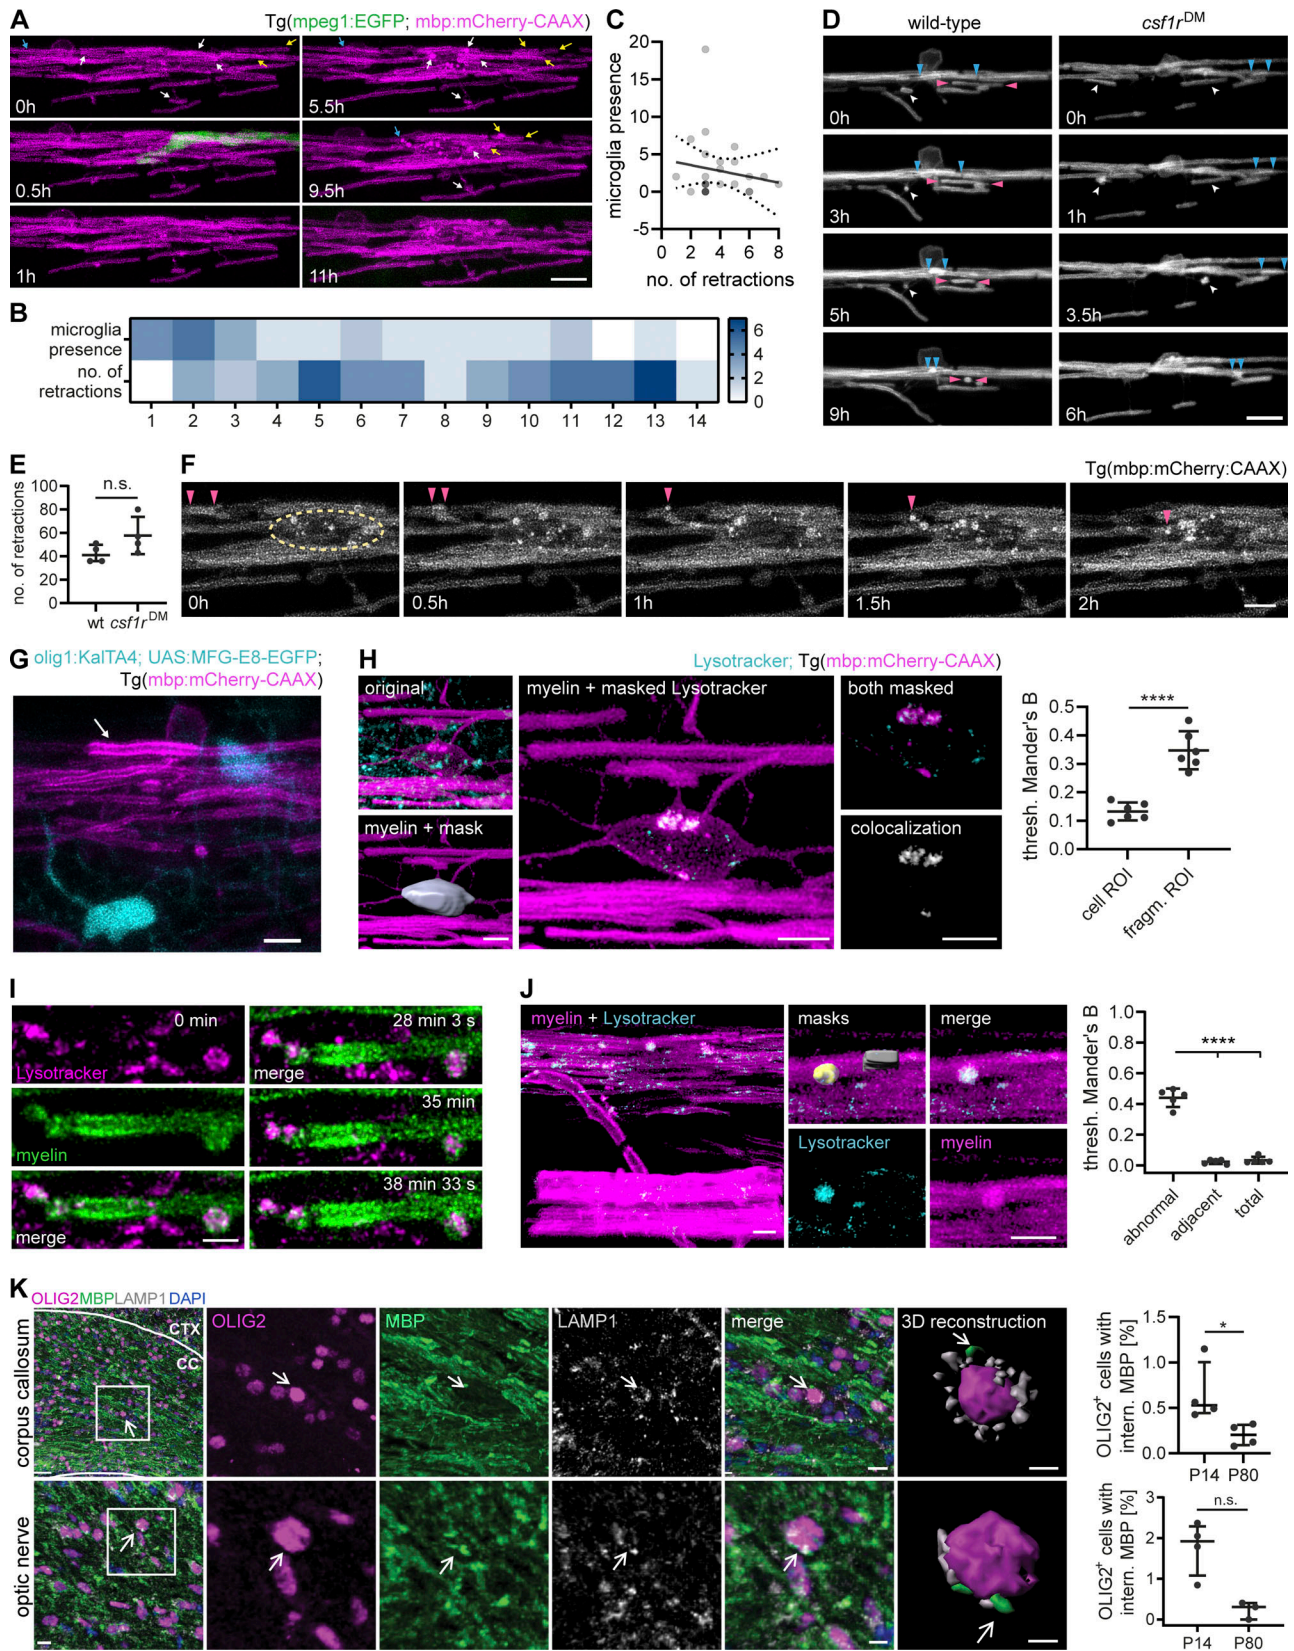 A
Tg(mpeg1:EGFP; mbp:mCherry-CAAX)
0h
5.5h
0.5h
9.5h
1h
11h
B
microglia
presence
no. of
retractions
1 2 3 4 5 6 7 8 9 10 11 12 13 14
6
4
2
0
C
microglia presence
20
15
10
5
0
-5
0 2 4 6 8
no. of retractions
D
wild-type
csf1rDM
0h
0h
3h
1h
5h
3.5h
9h
6h
E
no. of retractions
100
80
60
40
20
0
n.s.
wt csf1rDM
F
Tg(mbp:mCherry:CAAX)
0h
0.5h
1h
1.5h
2h
G
olig1:KalTA4; UAS:MFG-E8-EGFP;
Tg(mbp:mCherry-CAAX)
H
Lysotracker; Tg(mbp:mCherry-CAAX)
original
myelin + masked Lysotracker
both masked
myelin + mask
colocalization
thresh. Mander's B
0.5
0.4
0.3
0.2
0.1
0.0
****
cell ROI
fragm. ROI
I
0 min
Lysotracker
28 min 3 s
merge
myelin
35 min
merge
38 min 33 s
J
myelin + Lysotracker
masks
merge
Lysotracker
myelin
thresh. Mander's B
1.0
0.8
0.6
0.4
0.2
0.0
****
abnormal
adjacent
total
K
OLIG2 MBP LAMP1 DAPI
corpus callosum
CTX
CC
OLIG2
MBP
LAMP1
merge
3D reconstruction
OLIG2+ cells with
intern. MBP [%]
1.5
1.0
0.5
0.0
*
P14 P80
optic nerve
OLIG2+ cells with
intern. MBP [%]
3
2
1
0
n.s.
P14 P80